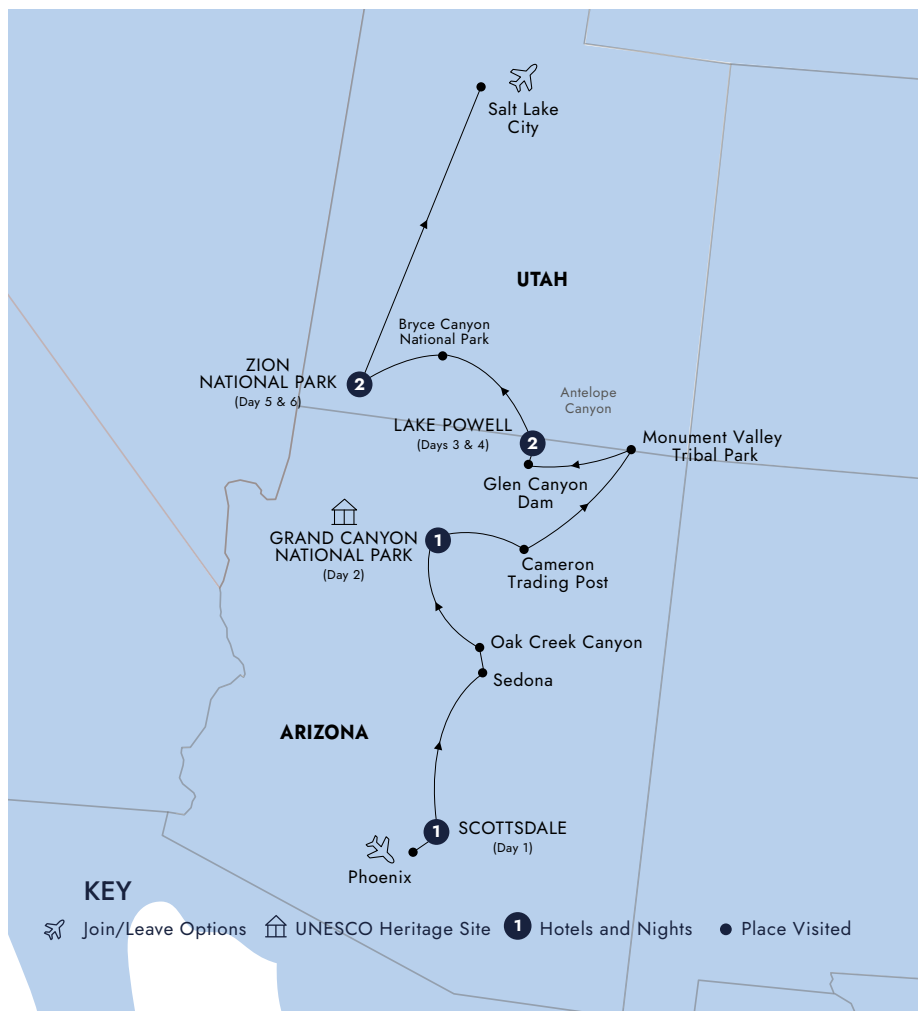 Salt Lake
City
UTAH
Bryce Canyon
National Park
ZION
NATIONAL PARK
(Day 5 & 6)
2
Antelope
Canyon
LAKE POWELL
(Days 3 & 4)
2
Monument Valley
Tribal Park
Glen Canyon
Dam
GRAND CANYON
NATIONAL PARK
(Day 2)
1
Cameron
Trading Post
Oak Creek Canyon
Sedona
ARIZONA
1
SCOTTSDALE
(Day 1)
Phoenix
KEY
Join/Leave Options
UNESCO Heritage Site
1
Hotels and Nights
Place Visited